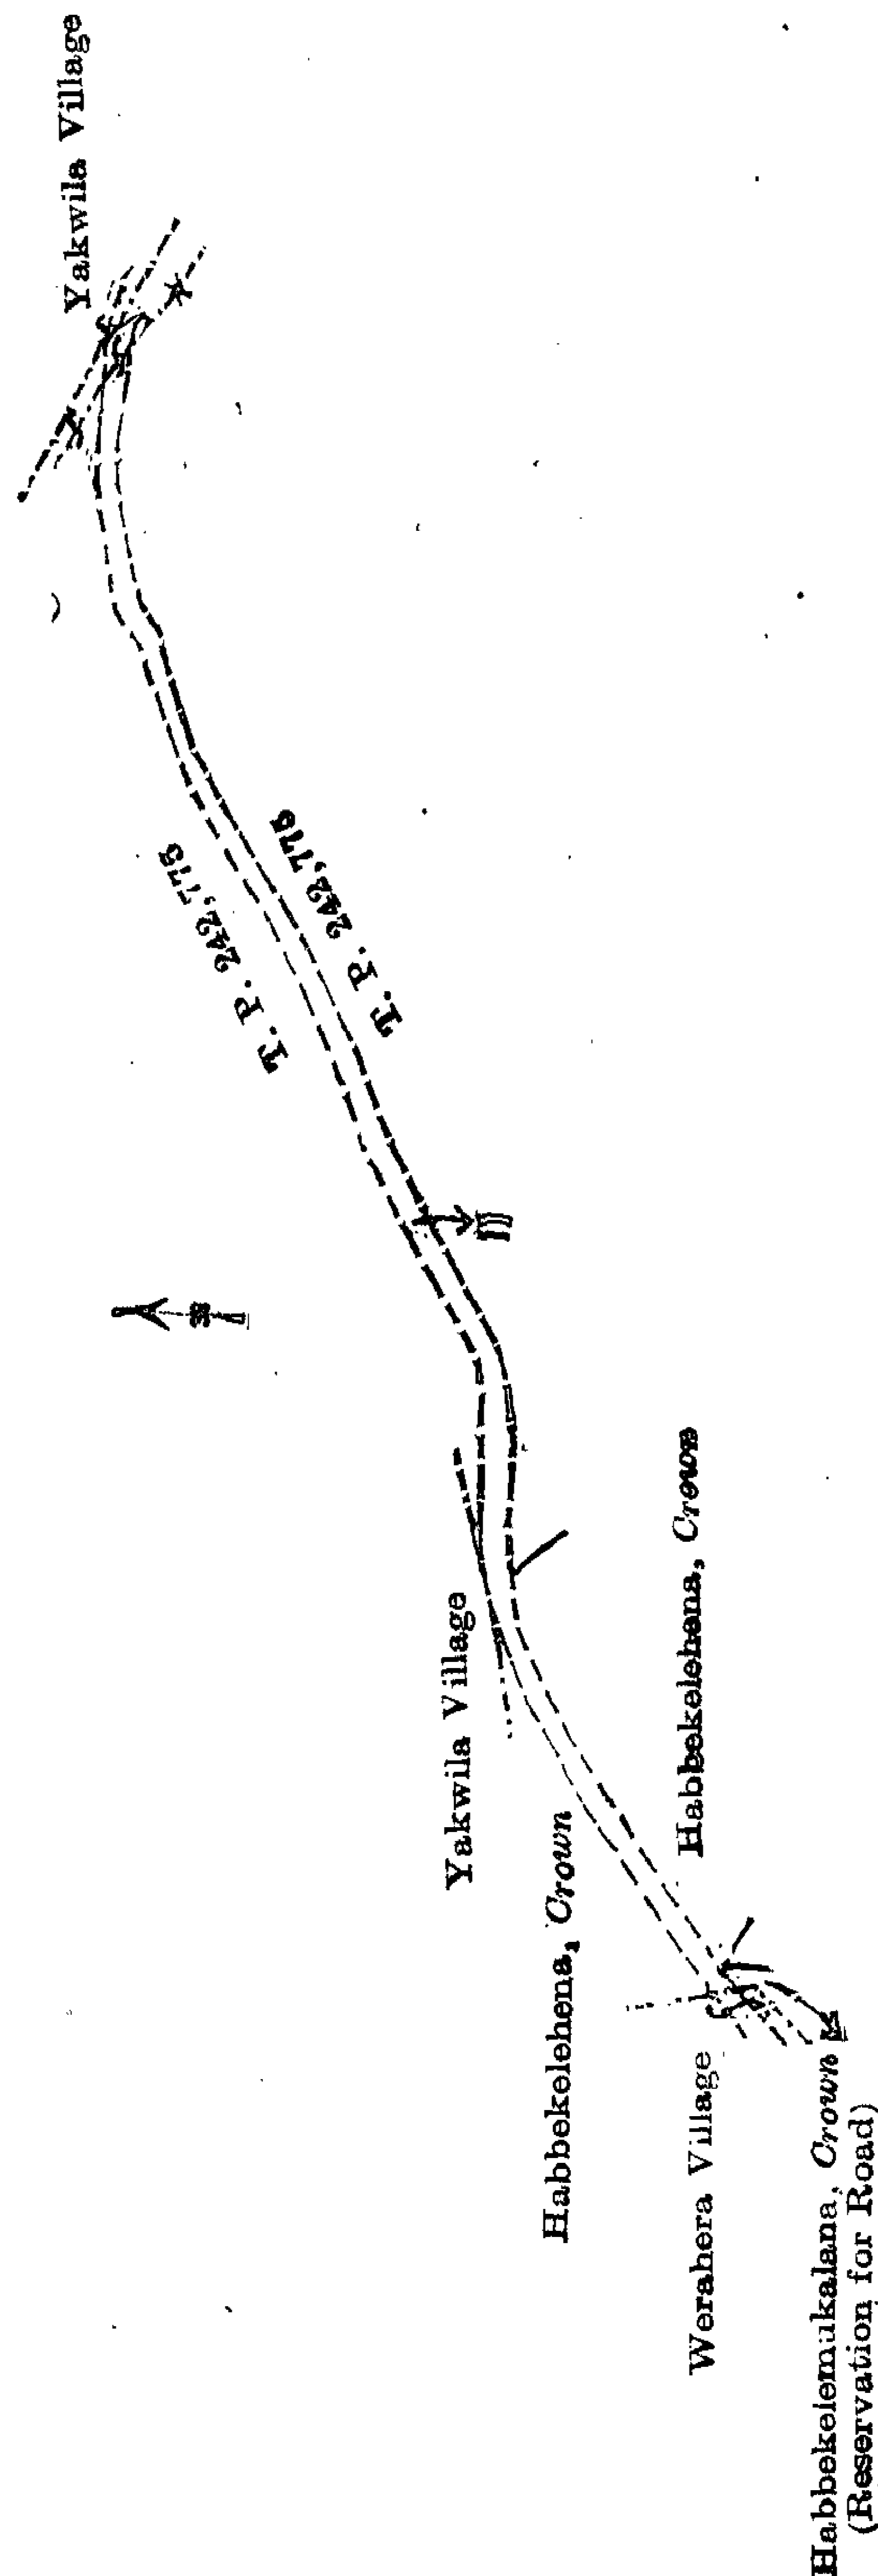 Yakwila Village
T. P. 242,775
T. P. 242,775
Yakwila Village
Habbekelehena, Crown
Habbekelehena, Crown
Werahera Village
Habbekelemukalana, Crown
(Reservation for Road)